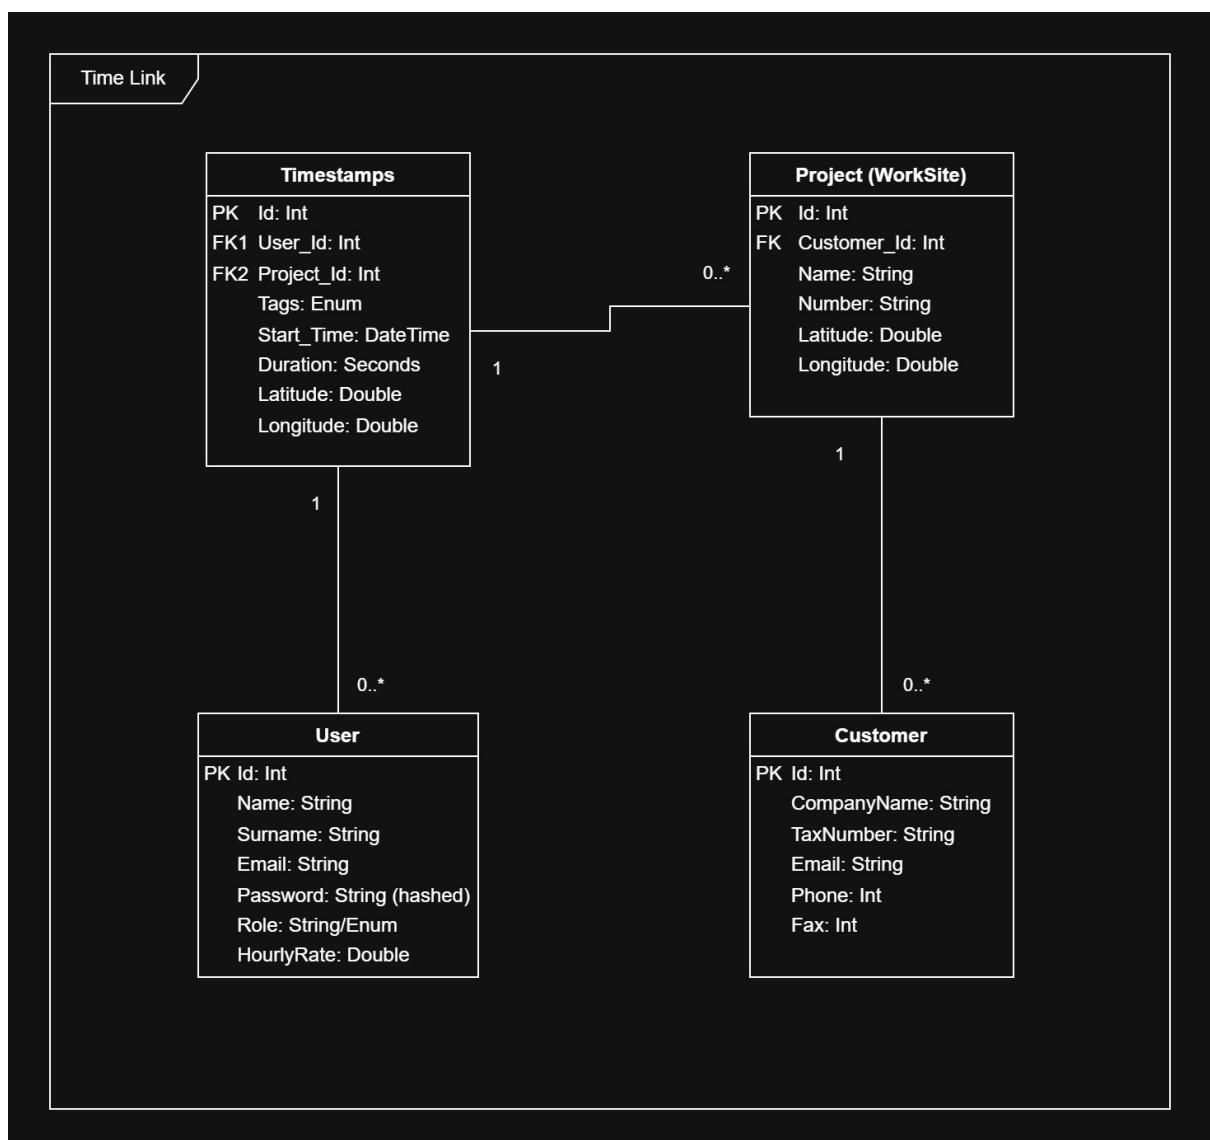 Time Link
Timestamps
PK Id: Int
FK1 User_Id: Int
FK2 Project_Id: Int
Tags: Enum
Start_Time: DateTime
Duration: Seconds
Latitude: Double
Longitude: Double
Project (WorkSite)
PK Id: Int
FK Customer_Id: Int
Name: String
Number: String
Latitude: Double
Longitude: Double
0..*
1
1
1
0..*
0..*
User
PK Id: Int
Name: String
Surname: String
Email: String
Password: String (hashed)
Role: String/Enum
HourlyRate: Double
Customer
PK Id: Int
CompanyName: String
TaxNumber: String
Email: String
Phone: Int
Fax: Int